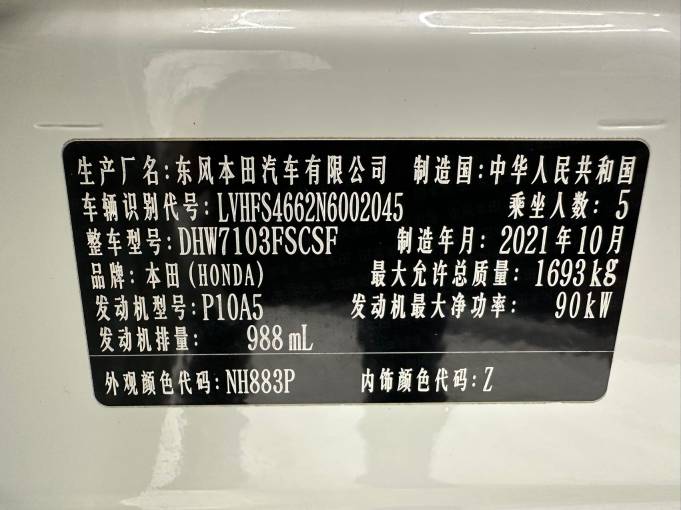 生产厂名:东风本田汽车有限公司 制造国:中华人民共和国
车辆识别代号:LVHFS4662N6002045 乘坐人数:5
整车型号:DHW7103FSCSF 制造年月:2021年10月
品牌:本田(HONDA) 最大允许总质量:1693kg
发动机型号:P10A5 发动机最大净功率:90kW
发动机排量: 988mL
外观颜色代码:NH883P 内饰颜色代码:Z